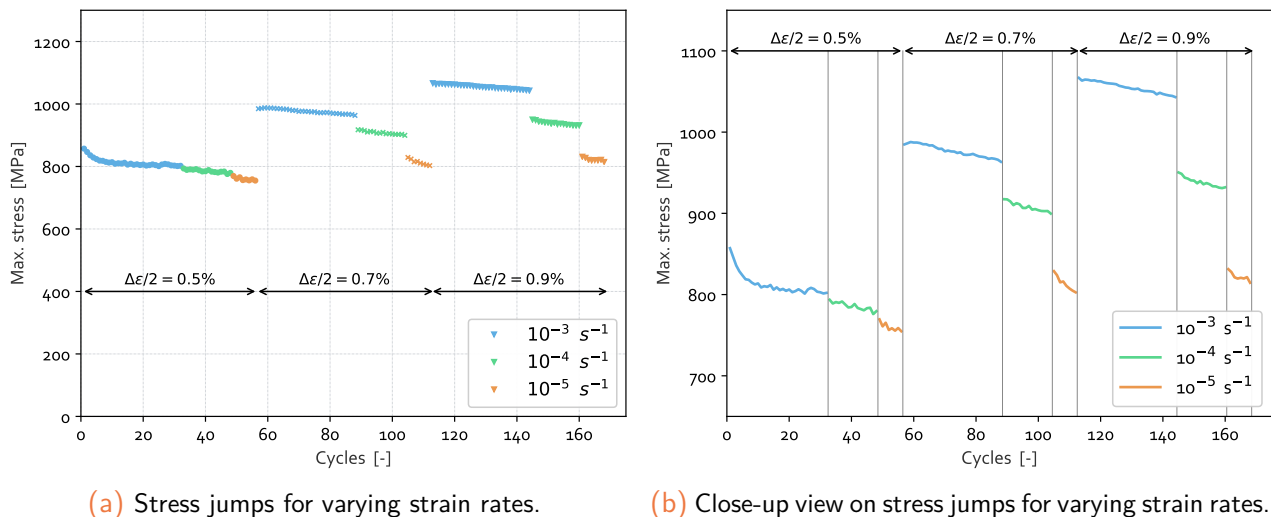 1200
1000
800
600
400
200
0
Max. stress [MPa]
Δε/2 = 0.5%
Δε/2 = 0.7%
Δε/2 = 0.9%
10⁻³ s⁻¹
10⁻⁴ s⁻¹
10⁻⁵ s⁻¹
0 20 40 60 80 100 120 140 160
Cycles [-]
(a) Stress jumps for varying strain rates.
1100
1000
900
800
700
Max. stress [MPa]
Δε/2 = 0.5%
Δε/2 = 0.7%
Δε/2 = 0.9%
10⁻³ s⁻¹
10⁻⁴ s⁻¹
10⁻⁵ s⁻¹
0 20 40 60 80 100 120 140 160
Cycles [-]
(b) Close-up view on stress jumps for varying strain rates.